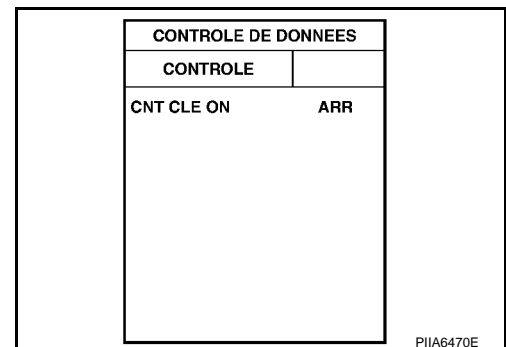 CONTROLE DE DONNEES
CONTROLE
CNT CLE ON ARR
PIIA6470E